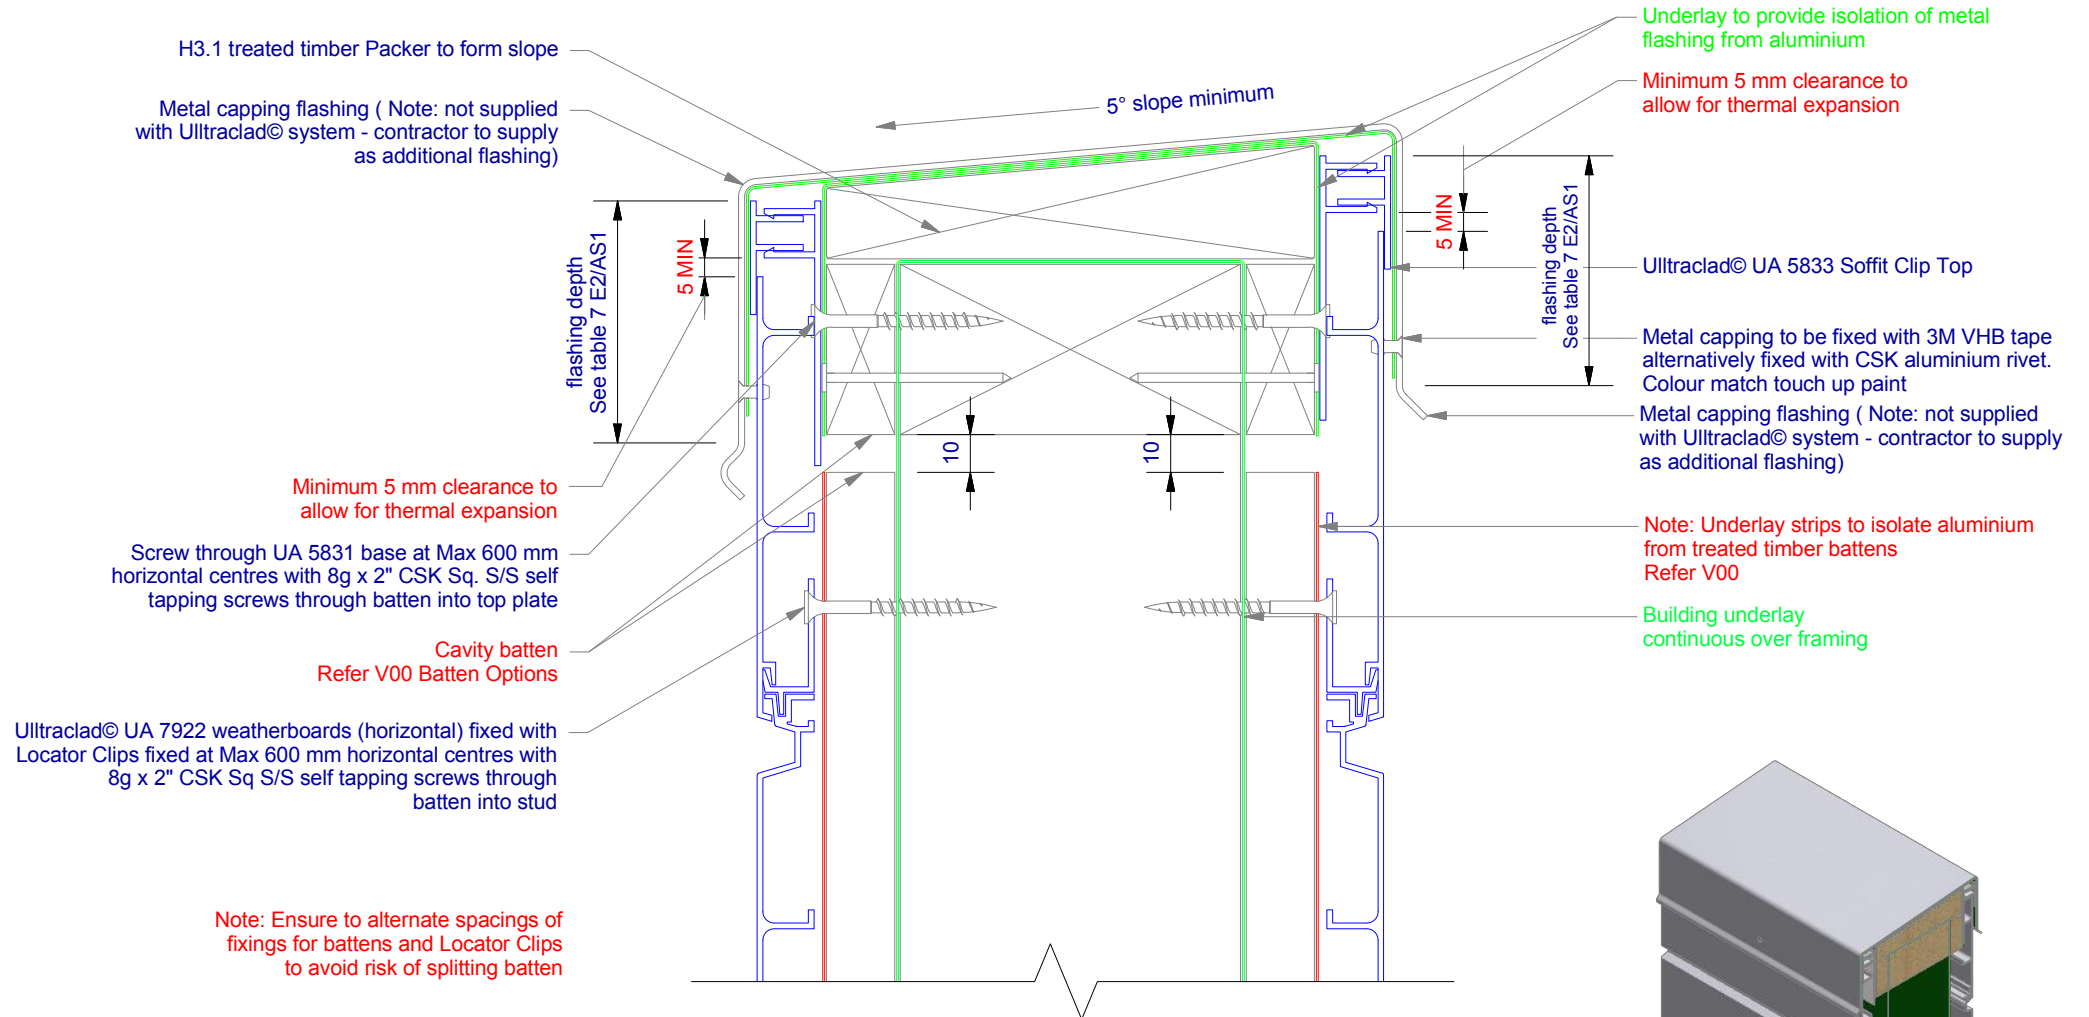 H3.1 treated timber Packer to form slope
Metal capping flashing ( Note: not supplied
with Ulltraclad© system - contractor to supply
as additional flashing)
5° slope minimum
Underlay to provide isolation of metal
flashing from aluminium
Minimum 5 mm clearance to
allow for thermal expansion
flashing depth
See table 7 E2/AS1
5 MIN
5 MIN
flashing depth
See table 7 E2/AS1
Ulltraclad© UA 5833 Soffit Clip Top
Metal capping to be fixed with 3M VHB tape
alternatively fixed with CSK aluminium rivet.
Colour match touch up paint
Metal capping flashing ( Note: not supplied
with Ulltraclad© system - contractor to supply
as additional flashing)
10
10
Minimum 5 mm clearance to
allow for thermal expansion
Screw through UA 5831 base at Max 600 mm
horizontal centres with 8g x 2" CSK Sq. S/S self
tapping screws through batten into top plate
Cavity batten
Refer V00 Batten Options
Ulltraclad© UA 7922 weatherboards (horizontal) fixed with
Locator Clips fixed at Max 600 mm horizontal centres with
8g x 2" CSK Sq S/S self tapping screws through
batten into stud
Note: Underlay strips to isolate aluminium
from treated timber battens
Refer V00
Building underlay
continuous over framing
Note: Ensure to alternate spacings of
fixings for battens and Locator Clips
to avoid risk of splitting batten